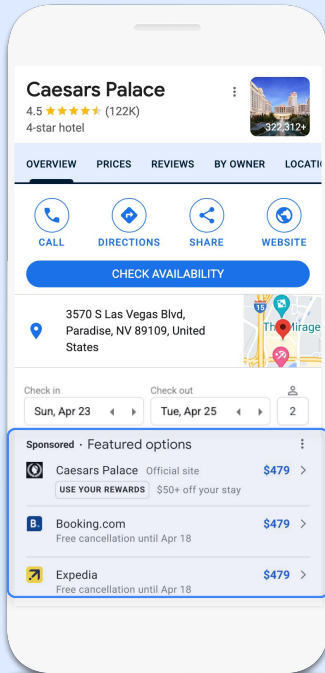 Caesars Palace
4.5 ★★★★★ (122K)
4-star hotel
322,312+
OVERVIEW PRICES REVIEWS BY OWNER LOCATI
CALL DIRECTIONS SHARE WEBSITE
CHECK AVAILABILITY
3570 S Las Vegas Blvd,
Paradise, NV 89109, United
States
15
The Mirage
Check in Check out
Sun, Apr 23 Tue, Apr 25 2
Sponsored · Featured options
Caesars Palace Official site $479
USE YOUR REWARDS $50+ off your stay
B. Booking.com $479
Free cancellation until Apr 18
Expedia $479
Free cancellation until Apr 18